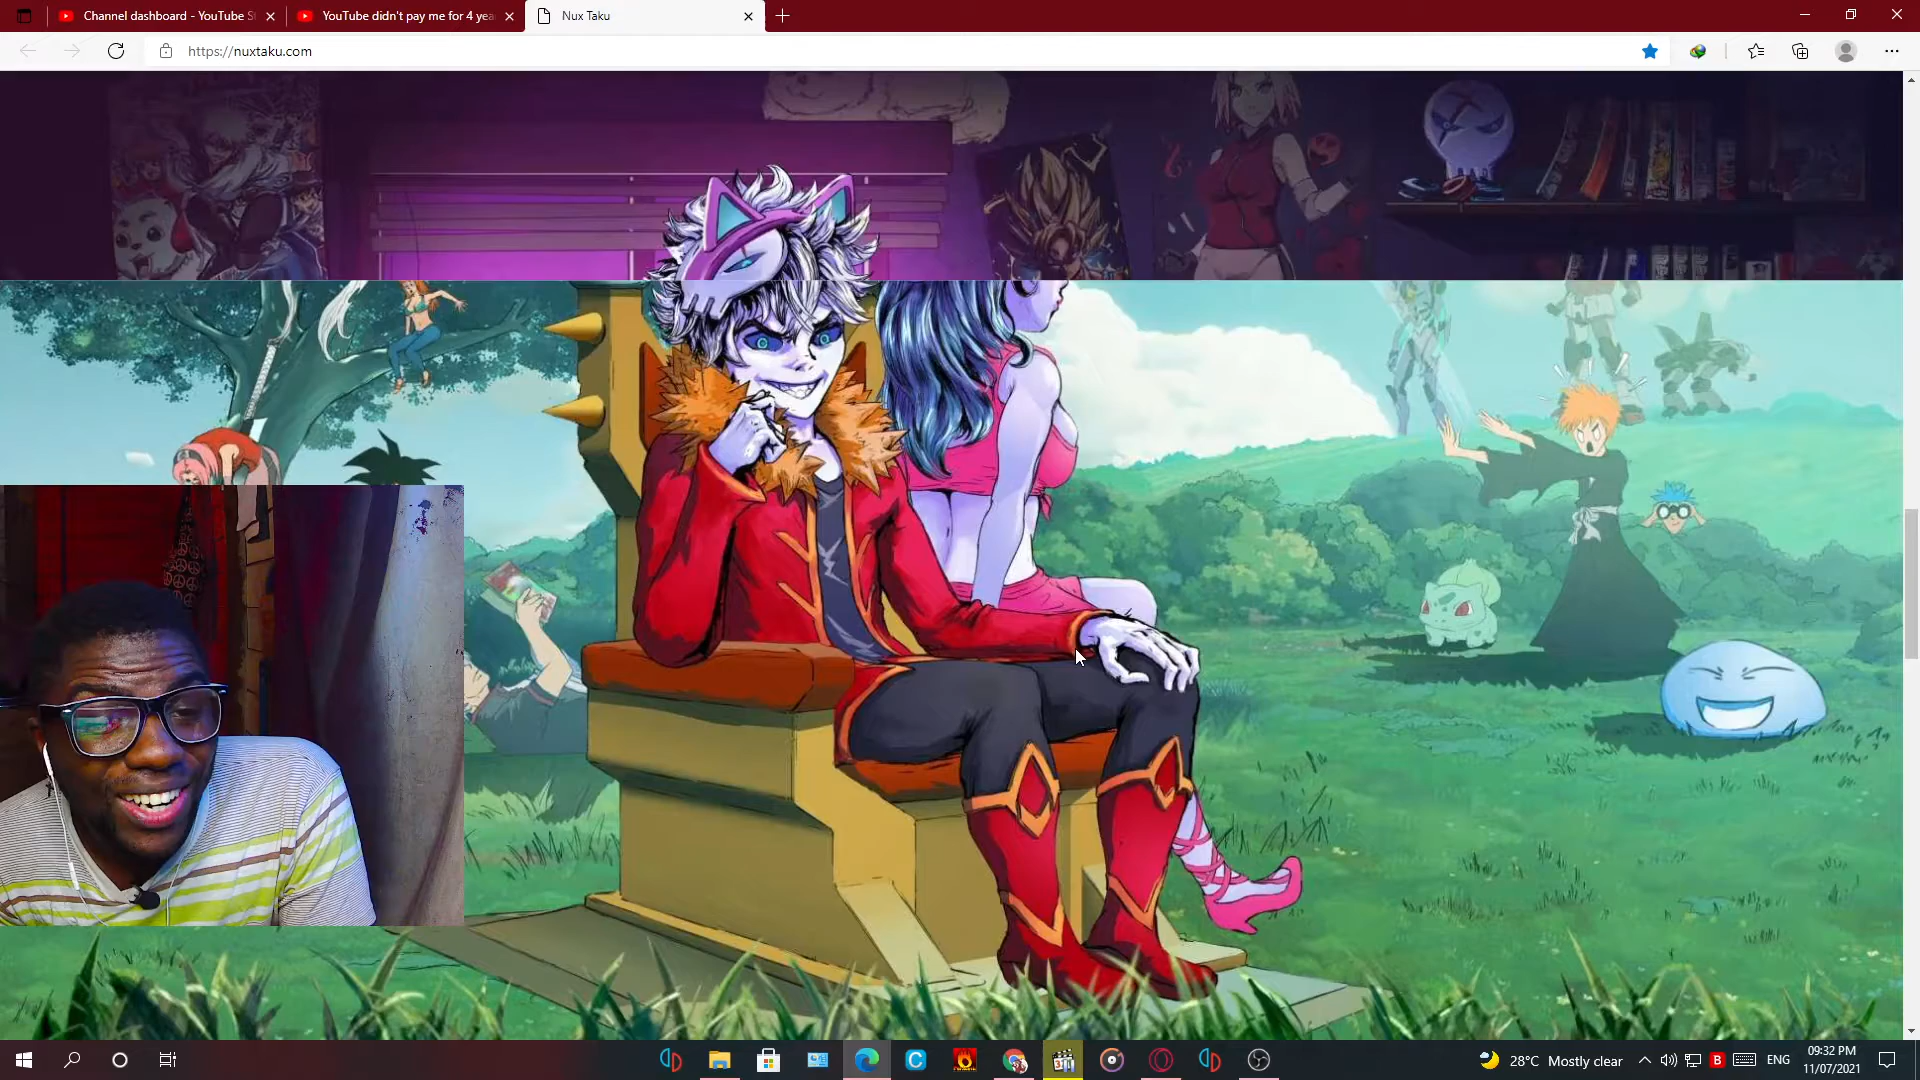 Channel dashboard - YouTube S
YouTube didn't pay me for 4 yea
Nux Taku
https://nuxtaku.com
28°C Mostly clear
ENG
09:32 PM
11/07/2021